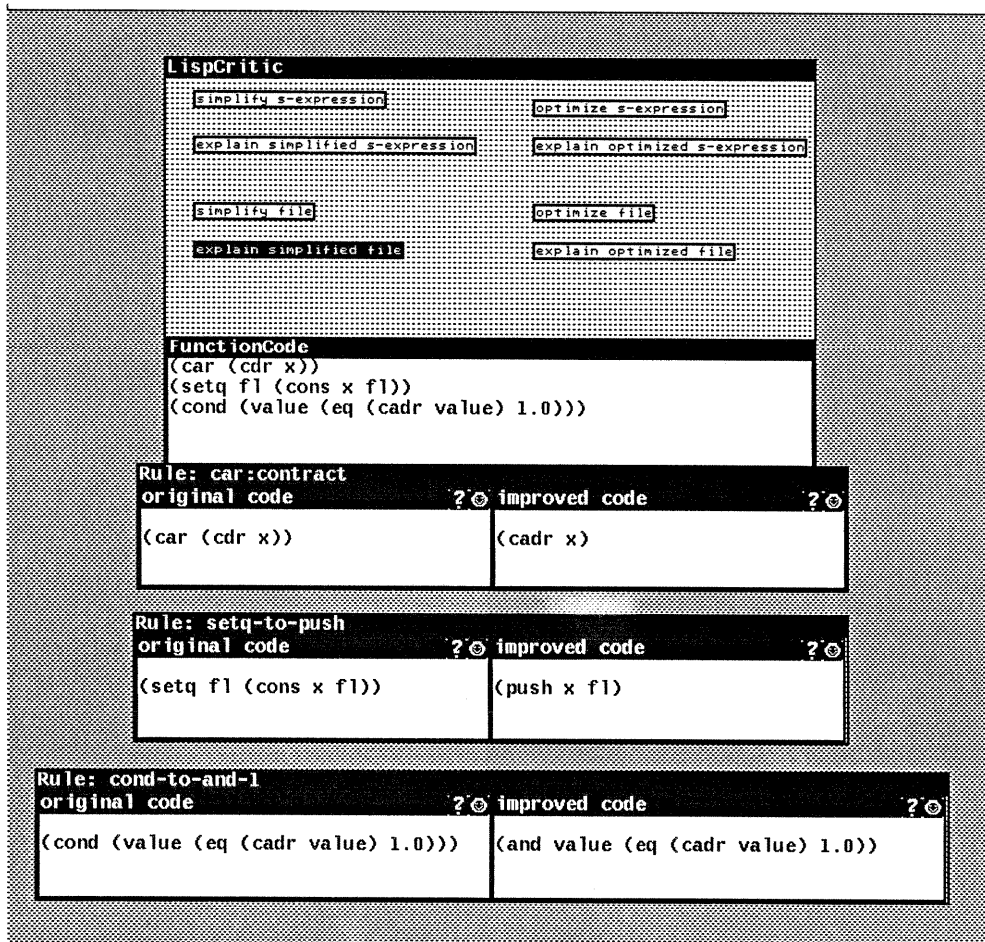 LispCritic
simplify s-expression optimize s-expression
explain simplified s-expression explain optimized s-expression
simplify file optimize file
explain simplified file explain optimized file
FunctionCode
(car (cdr x))
(setq fl (cons x fl))
(cond (value (eq (cadr value) 1.0)))
Rule: car:contract
original code ? improved code ?
(car (cdr x)) (cadr x)
Rule: setq-to-push
original code ? improved code ?
(setq fl (cons x fl)) (push x fl)
Rule: cond-to-and-1
original code ? improved code ?
(cond (value (eq (cadr value) 1.0))) (and value (eq (cadr value) 1.0))